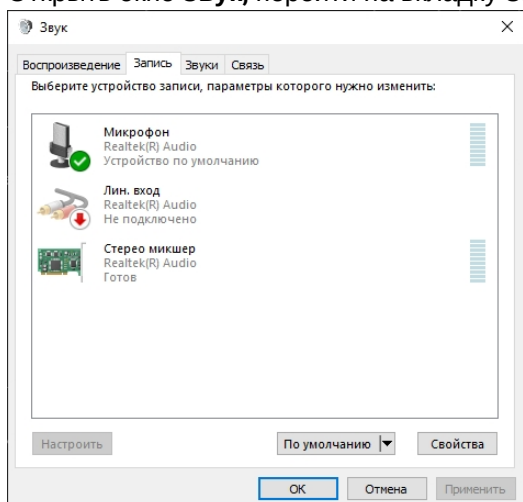 Звук
Воспроизведение Запись Звуки Связь
Выберите устройство записи, параметры которого нужно изменить:
Микрофон
Realtek(R) Audio
Устройство по умолчанию
Лин. вход
Realtek(R) Audio
Не подключено
Стерео микшер
Realtek(R) Audio
Готов
Настроить По умолчанию Свойства
ОК Отмена Применить